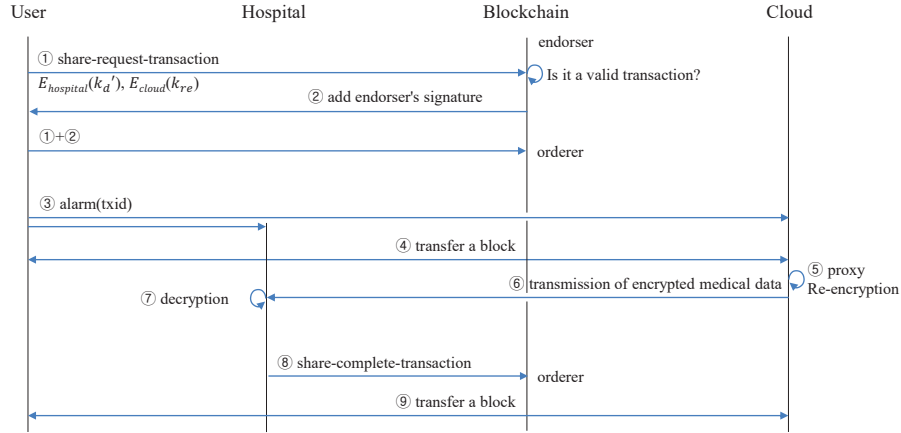 User Hospital Blockchain Cloud
endorser
① share-request-transaction
Is it a valid transaction?
E_hospital(k_d'), E_cloud(k_re)
② add endorser's signature
①+②
orderer
③ alarm(txid)
④ transfer a block
⑤ proxy
Re-encryption
⑥ transmission of encrypted medical data
⑦ decryption
⑧ share-complete-transaction
orderer
⑨ transfer a block